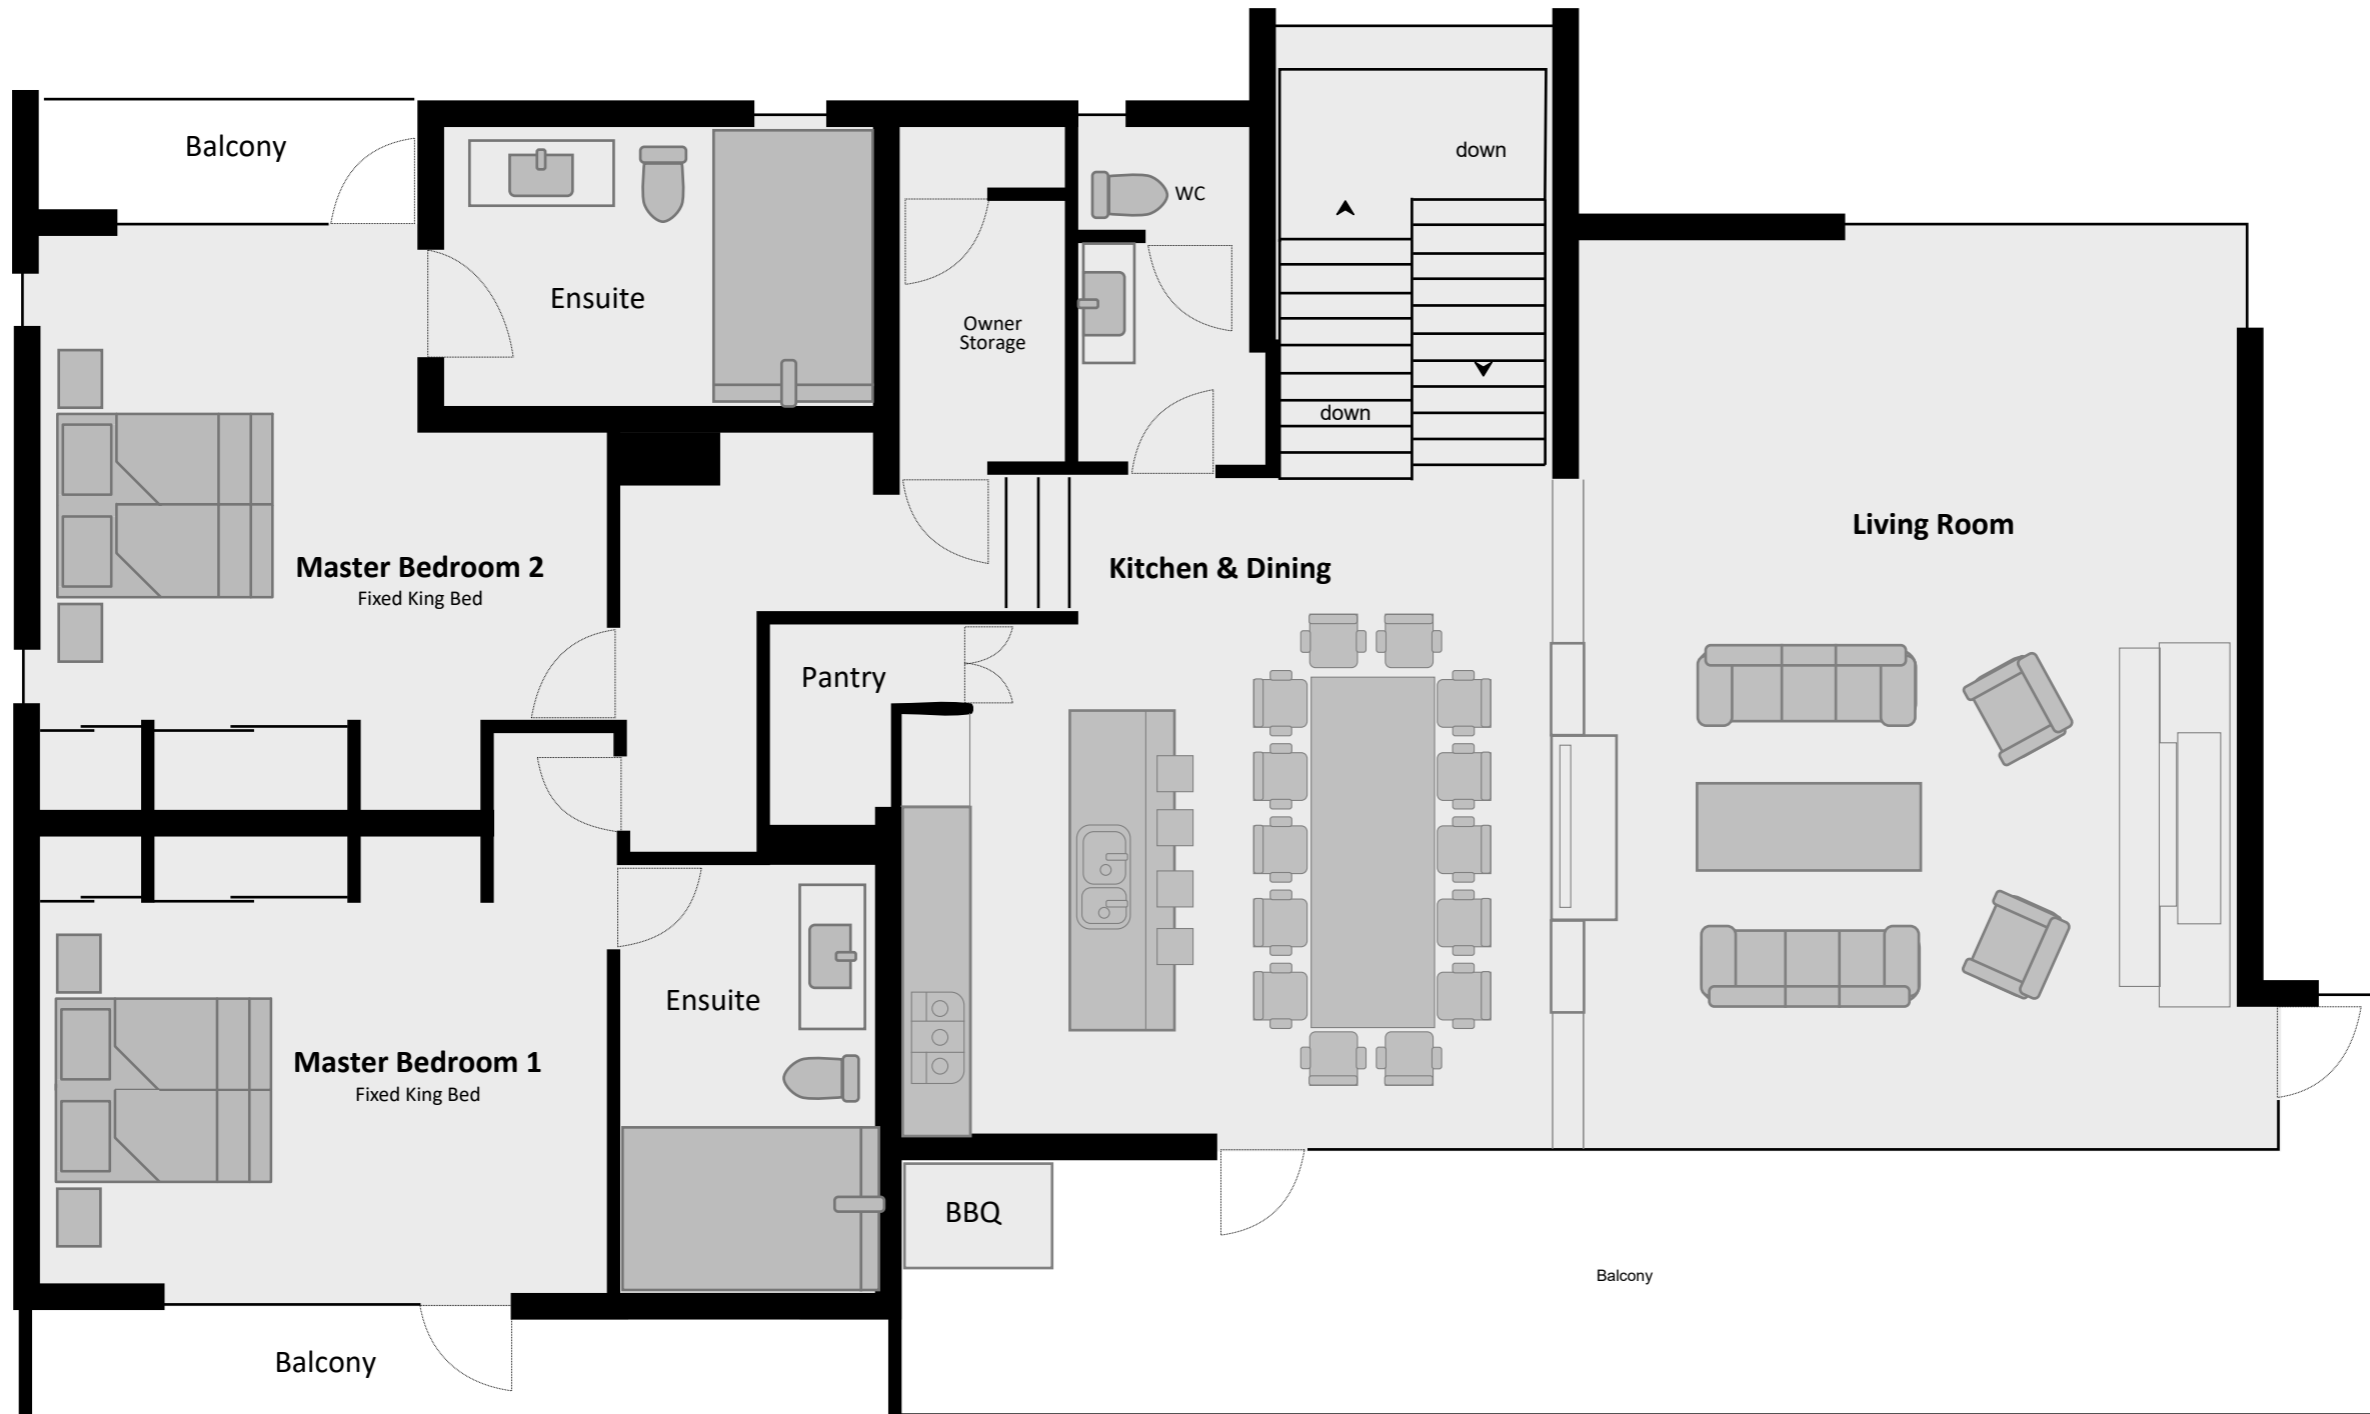 Balcony
down
WC
Ensuite
Owner
Storage
down
Living Room
Master Bedroom 2
Fixed King Bed
Kitchen & Dining
Pantry
Ensuite
Master Bedroom 1
Fixed King Bed
BBQ
Balcony
Balcony